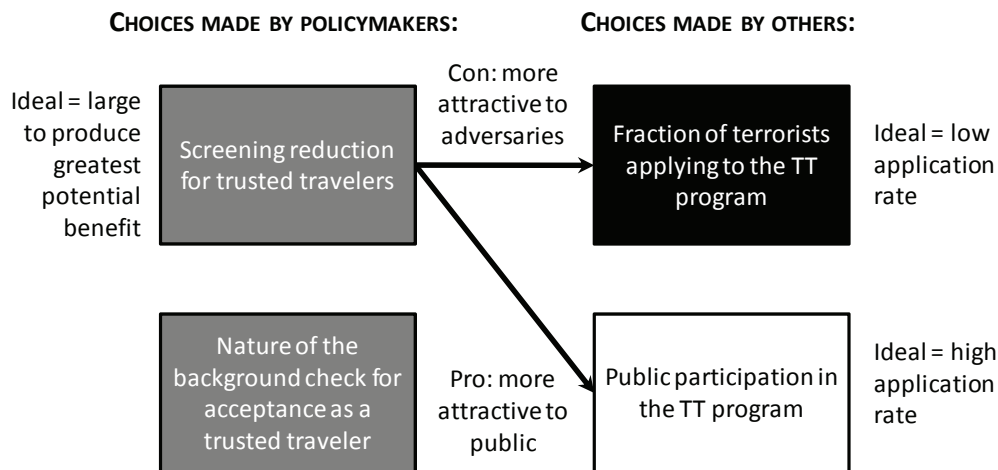 CHOICES MADE BY POLICYMAKERS:
CHOICES MADE BY OTHERS:
Ideal = large
to produce
greatest
potential
benefit
Screening reduction
for trusted travelers
Con: more
attractive to
adversaries
Fraction of terrorists
applying to the TT
program
Ideal = low
application
rate
Nature of the
background check for
acceptance as a
trusted traveler
Pro: more
attractive to
public
Public participation in
the TT program
Ideal = high
application
rate